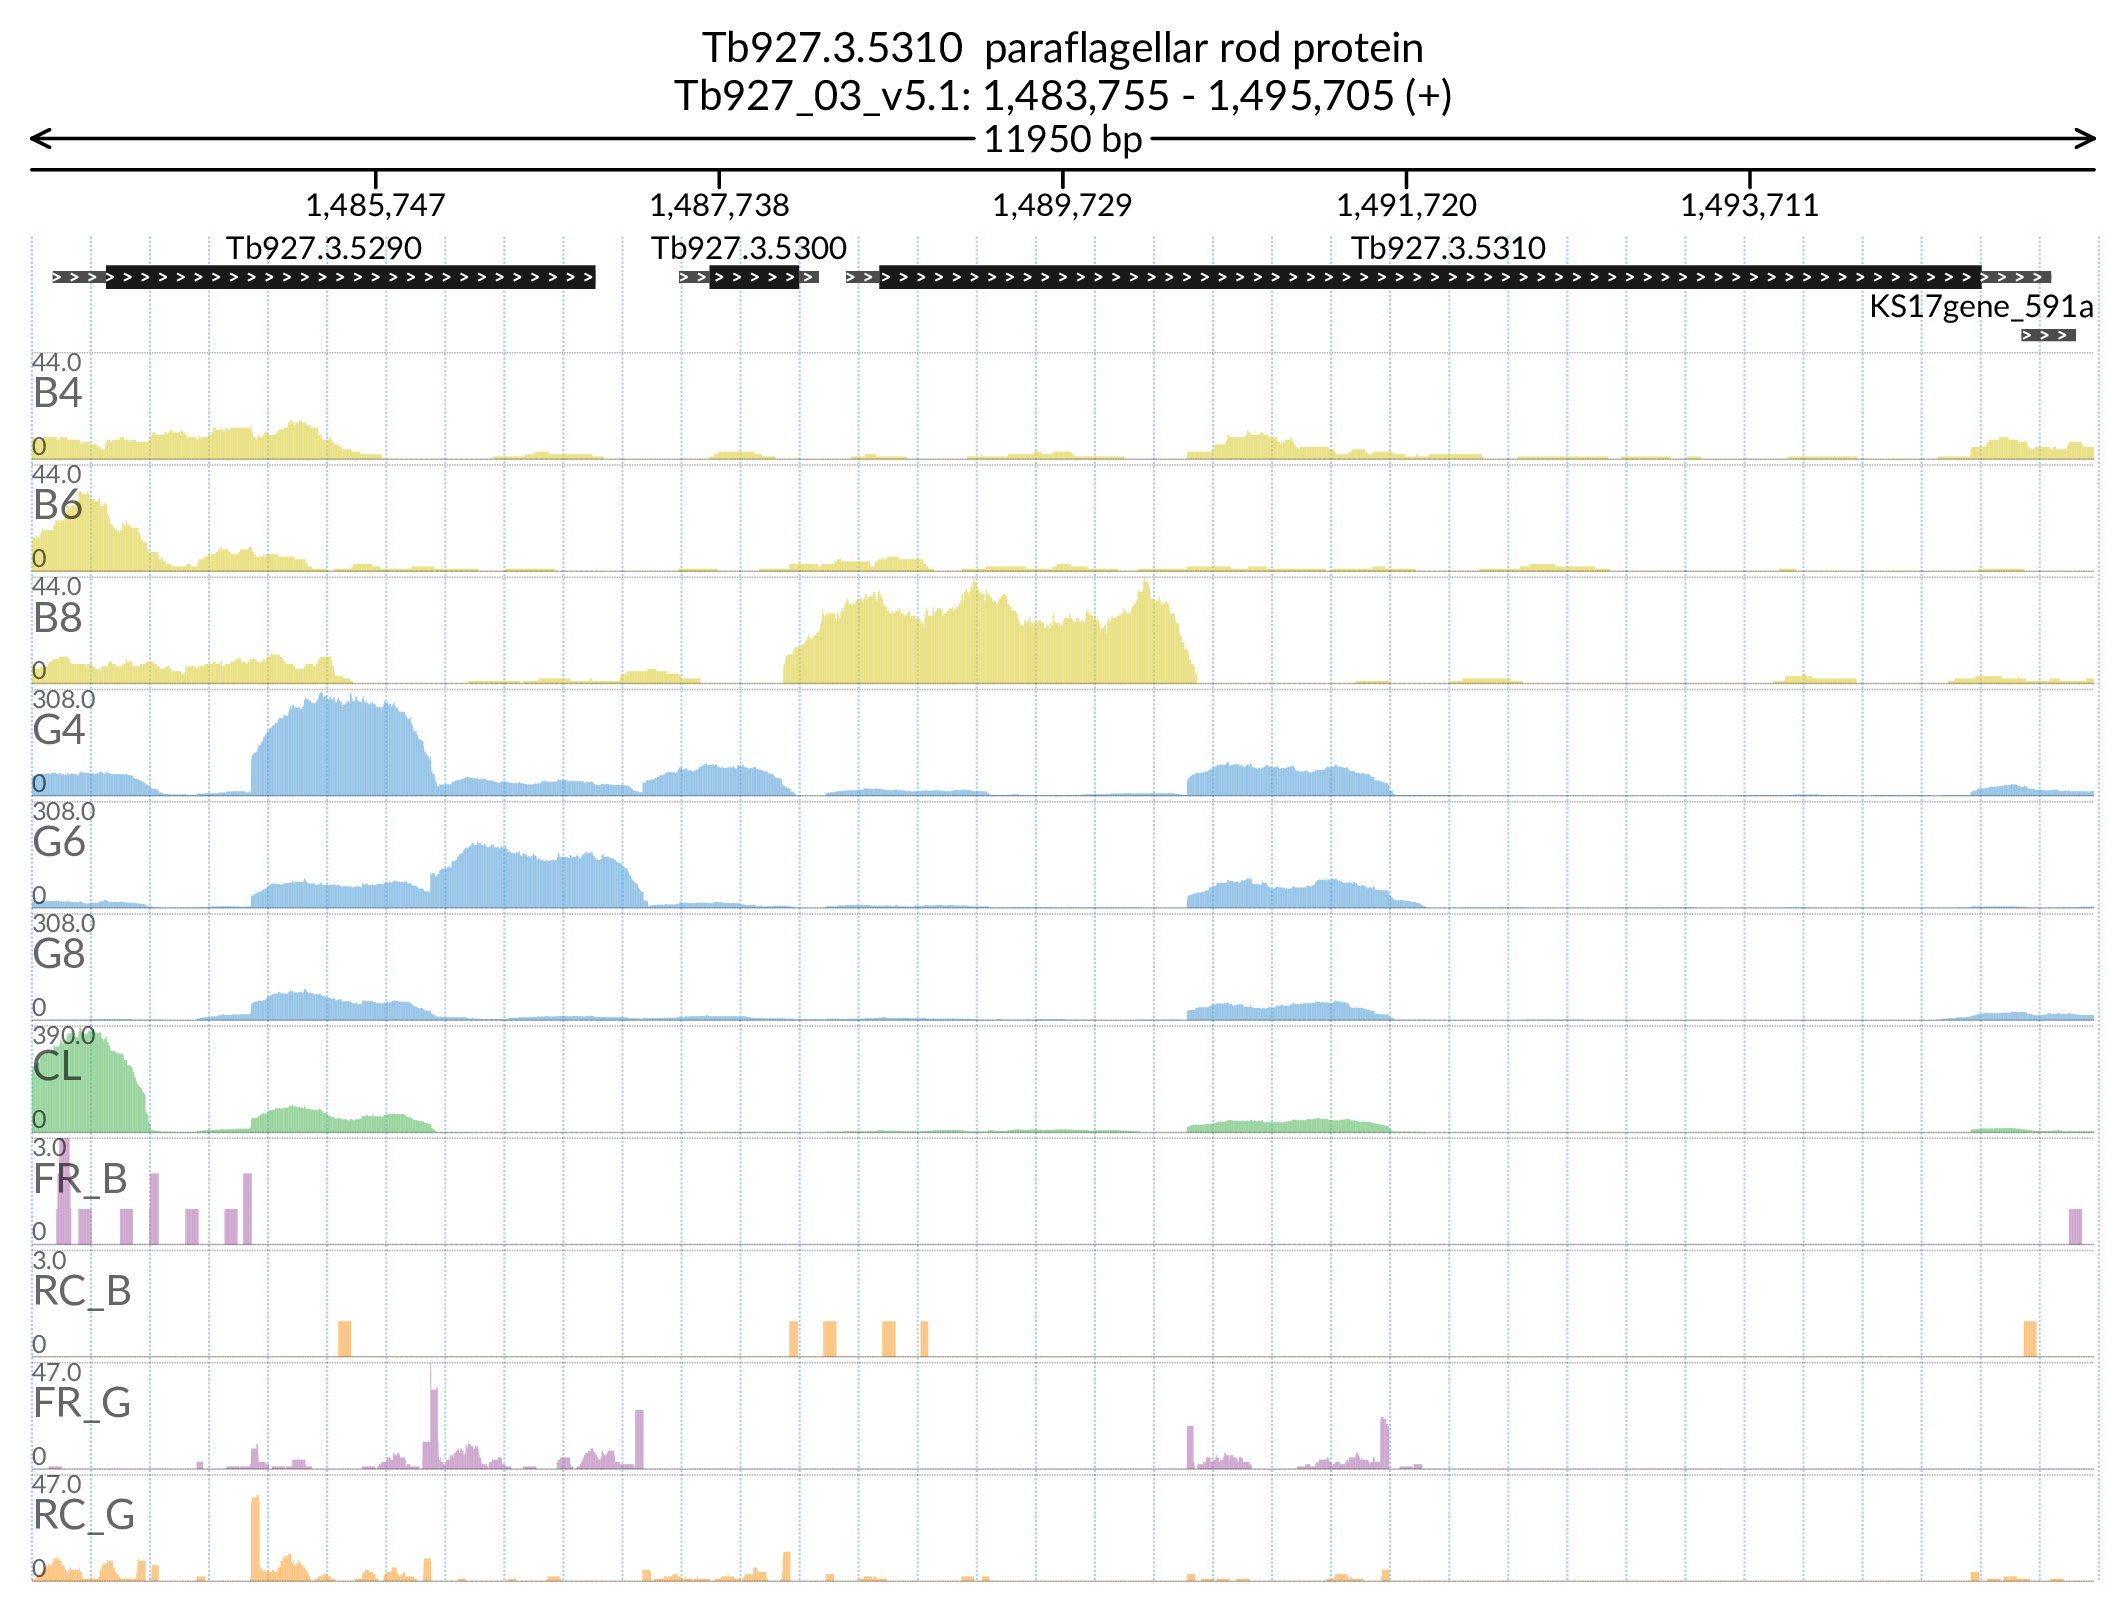 Tb927.3.5310 paraflagellar rod protein
Tb927_03_v5.1: 1,483,755 - 1,495,705 (+)
11950 bp
1,485,747 1,487,738 1,489,729 1,491,720 1,493,711
Tb927.3.5290 Tb927.3.5300 Tb927.3.5310
KS17gene_591a
44.0
B4
0
44.0
B6
0
44.0
B8
0
308.0
G4
0
308.0
G6
0
308.0
G8
0
390.0
CL
0
3.0
FR_B
0
3.0
RC_B
0
47.0
FR_G
0
47.0
RC_G
0